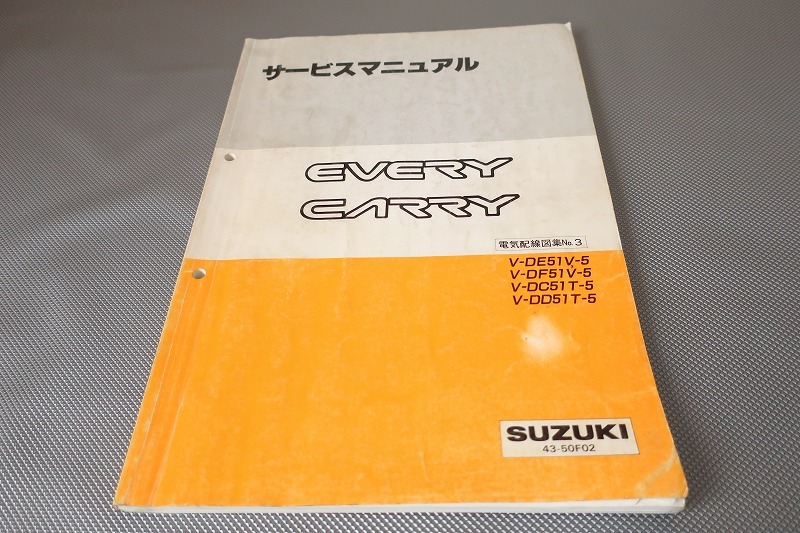 サービスマニュアル
EVERY
CARRY
電気配線図集No.3
V-DE51V-5
V-DF51V-5
V-DC51T-5
V-DD51T-5
SUZUKI
43-50F02